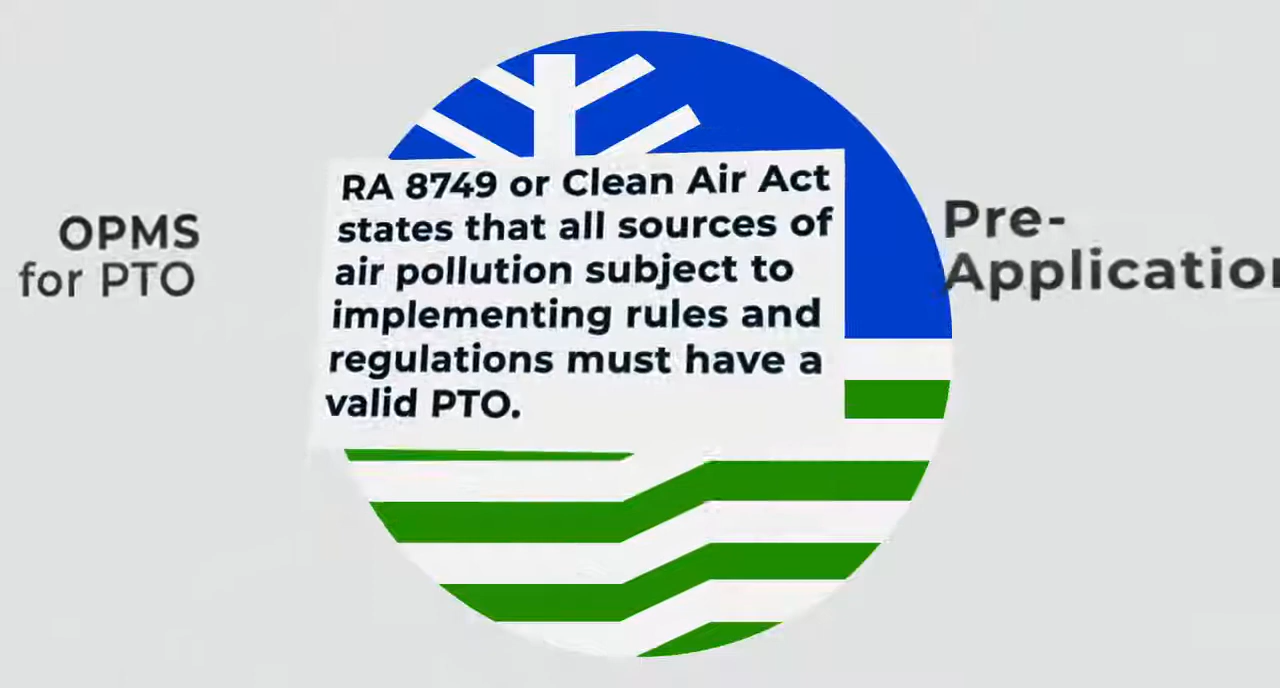 OPMS
for PTO
RA 8749 or Clean Air Act
states that all sources of
air pollution subject to
implementing rules and
regulations must have a
valid PTO.
Pre-
Application